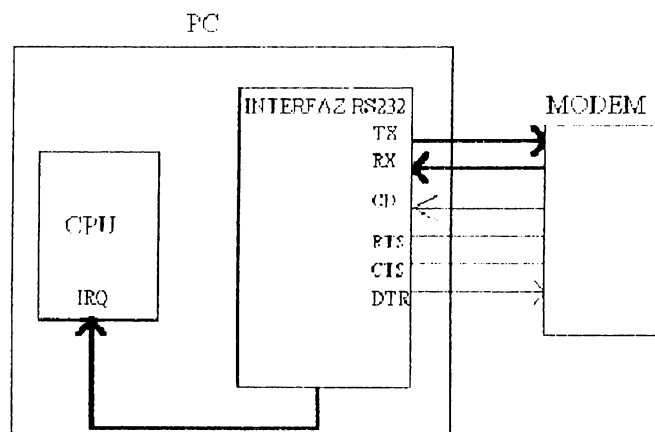 PC
INTERFAZ RS232
MODEM
TX
RX
CD
CPU
RTS
CTS
IRQ
DTR